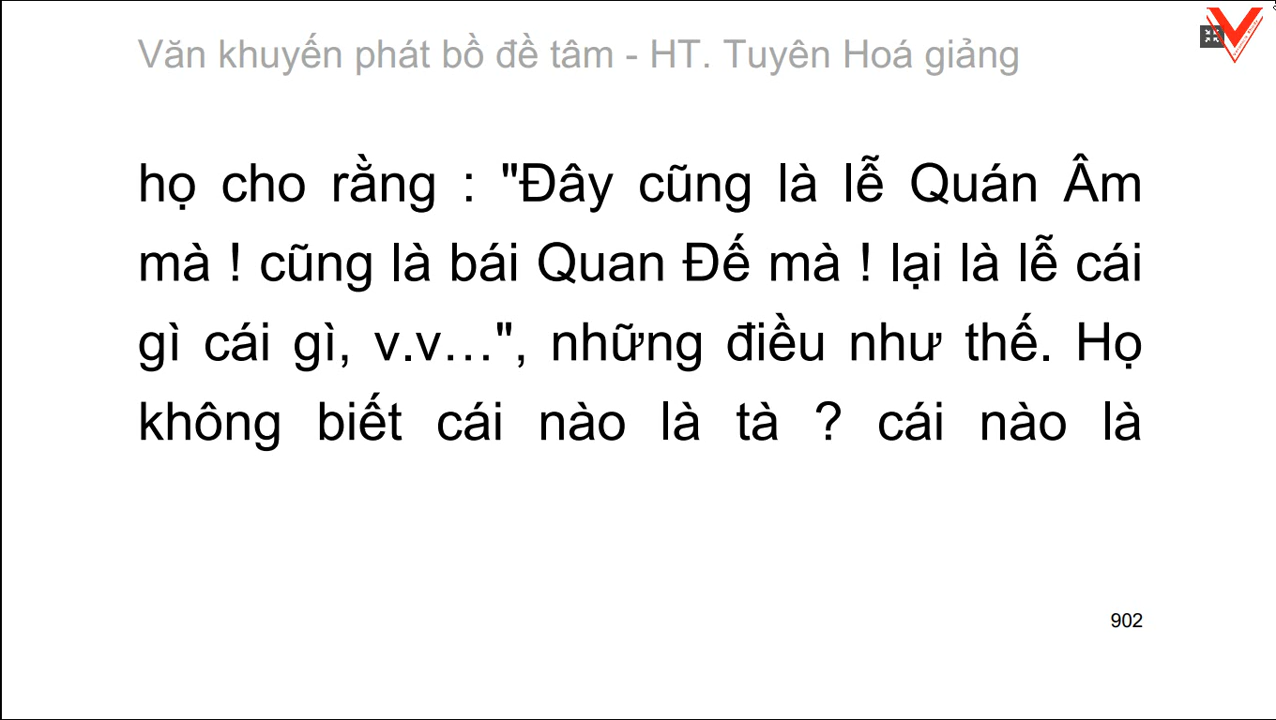 Văn khuyến phát bồ đề tâm - HT. Tuyên Hoá giảng
họ cho rằng : "Đây cũng là lễ Quán Âm
mà ! cũng là bái Quan Đế mà ! lại là lễ cái
gì cái gì, v.v…", những điều như thế. Họ
không biết cái nào là tà ? cái nào là
902